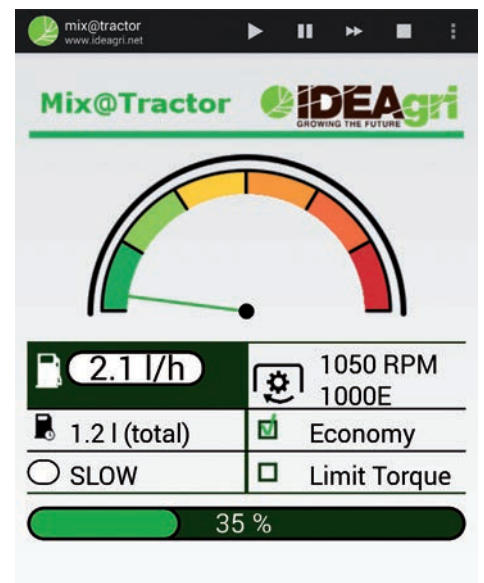 mix@tractor
www.ideagri.net
Mix@Tractor
IDEAgri
GROWING THE FUTURE
2.1 l/h
1050 RPM
1000E
1.2 l (total)
Economy
SLOW
Limit Torque
35 %